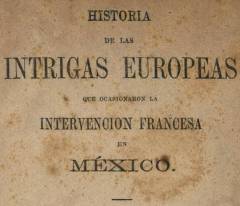 HISTORIA
DE LAS
INTRIGAS EUROPEAS
QUE OCASIONARON LA
INTERVENCION FRANCESA
EN
MÉXICO.